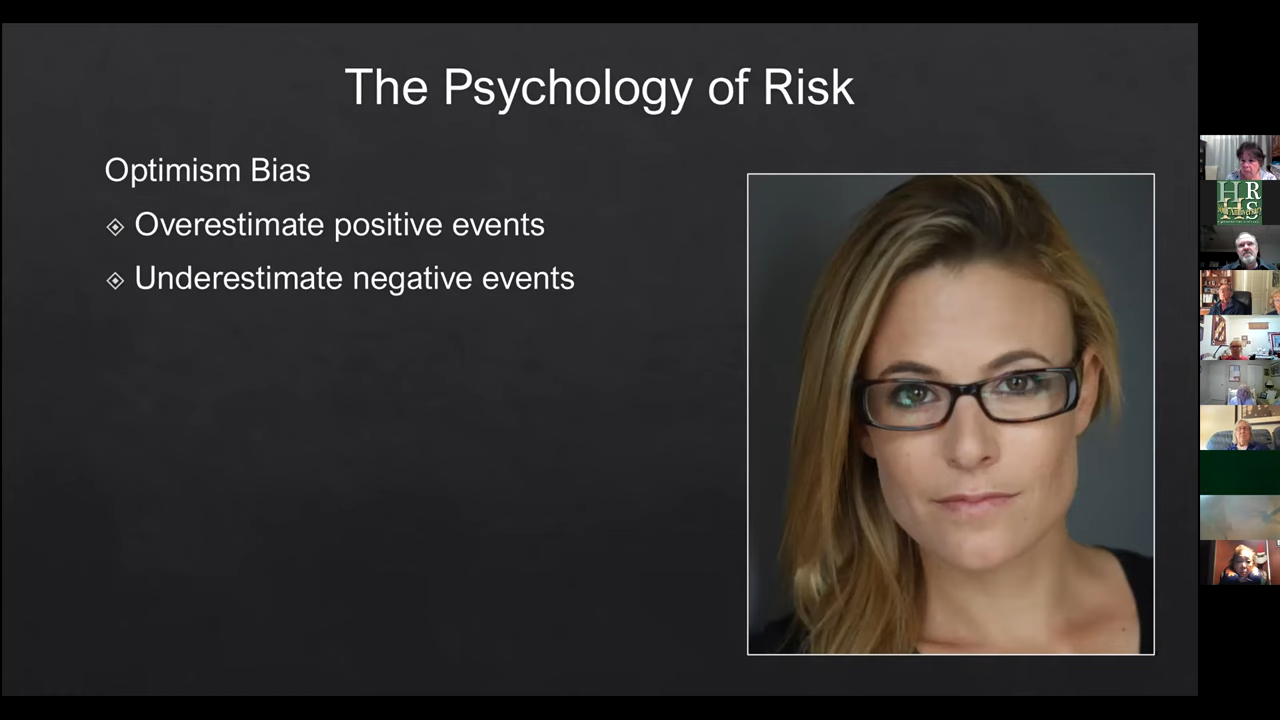 The Psychology of Risk
Optimism Bias
Overestimate positive events
Underestimate negative events
H R
H S